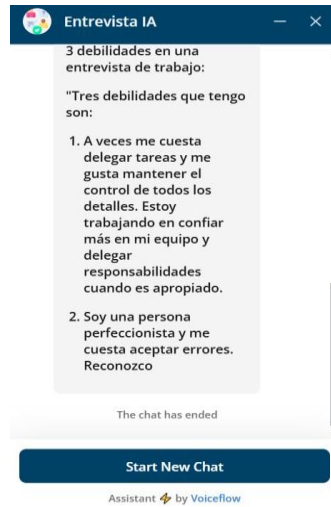 Entrevista IA
3 debilidades en una
entrevista de trabajo:
"Tres debilidades que tengo
son:
1. A veces me cuesta
delegar tareas y me
gusta mantener el
control de todos los
detalles. Estoy
trabajando en confiar
más en mi equipo y
delegar
responsabilidades
cuando es apropiado.
2. Soy una persona
perfeccionista y me
cuesta aceptar errores.
Reconozco
The chat has ended
Start New Chat
Assistant ⚡ by Voiceflow